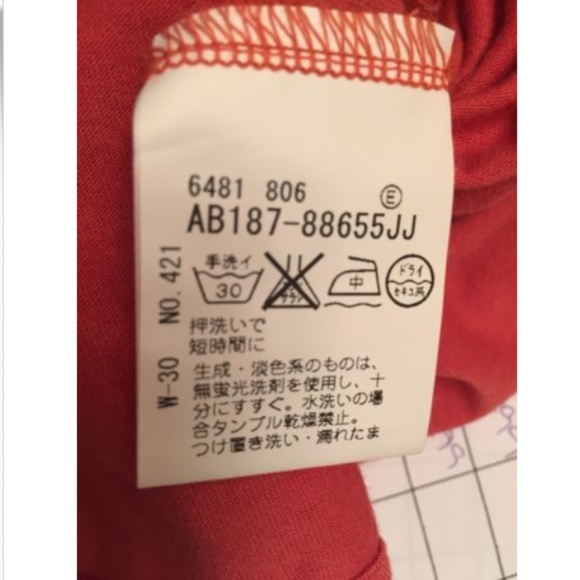 6481 806
Ⓔ
AB187-88655JJ
手洗イ
30
中
ドライ
セキユ系
押洗いで
短時間に
生成・淡色系のものは、
無蛍光洗剤を使用し、十
分にすすぐ。水洗いの場
合タンブル乾燥禁止。
つけ置き洗い・濡れたま
W-30 NO.421